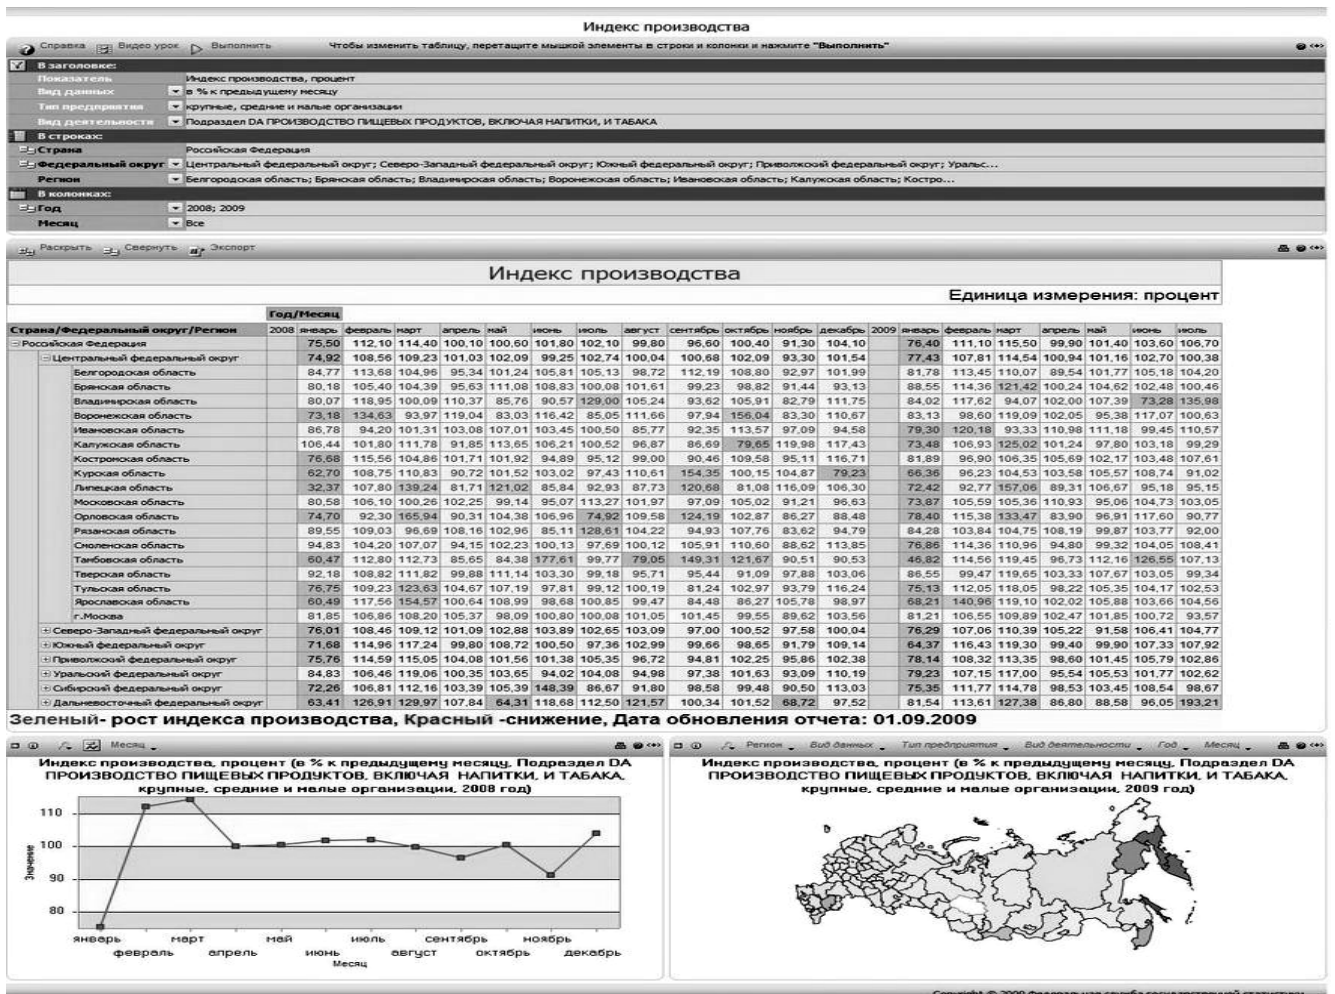 Индекс производства
Справка Видео урок Выполнить Чтобы изменить таблицу, перетащите мышкой элементы в строки и колонки и нажмите "Выполнить"
В заголовке:
Показатель Индекс производства, процент
Вид данных в % к предыдущему месяцу
Тип предприятия крупные, средние и малые организации
Вид деятельности Подраздел DA ПРОИЗВОДСТВО ПИЩЕВЫХ ПРОДУКТОВ, ВКЛЮЧАЯ НАПИТКИ, И ТАБАКА
В строках:
Страна Российская Федерация
Федеральный округ Центральный федеральный округ; Северо-Западный федеральный округ; Южный федеральный округ; Приволжский федеральный округ; Уральс...
Регион Белгородская область; Брянская область; Владимирская область; Воронежская область; Ивановская область; Калужская область; Костро...
В колонках:
Год 2008; 2009
Месяц Все
Раскрыть Свернуть Экспорт
Индекс производства
Единица измерения: процент
Год/Месяц
Страна/Федеральный округ/Регион 2008 январь февраль март апрель май июнь июль август сентябрь октябрь ноябрь декабрь 2009 январь февраль март апрель май июнь июль
Российская Федерация 75,50 112,10 114,40 100,10 100,60 101,80 102,10 99,80 96,60 100,40 91,30 104,10 76,40 111,10 115,50 99,90 101,40 103,60 106,70
Центральный федеральный округ 74,92 108,56 109,23 101,03 102,09 99,25 102,74 100,04 100,68 102,09 93,30 101,54 77,43 107,81 114,54 100,94 101,16 102,70 100,38
Белгородская область 84,77 113,68 104,96 95,34 101,24 105,81 105,13 98,72 112,19 108,80 92,97 101,99 81,78 113,45 110,07 89,54 101,77 105,18 104,20
Брянская область 80,18 105,40 104,39 95,63 111,08 108,83 100,08 101,61 99,23 98,82 91,44 93,13 88,55 114,36 121,42 100,24 104,62 102,48 100,46
Владимирская область 80,07 118,95 100,09 110,37 85,76 90,57 129,00 105,24 93,62 105,91 82,79 111,75 84,02 117,62 94,07 102,00 107,39 73,28 135,98
Воронежская область 73,18 134,63 93,97 119,04 83,03 116,42 85,05 111,66 97,94 156,04 83,30 110,67 83,13 98,60 119,09 102,05 95,38 117,07 100,63
Ивановская область 86,78 94,20 101,31 103,08 107,01 103,45 100,50 85,77 92,35 113,57 97,09 94,58 79,30 120,18 93,33 110,98 111,18 99,45 110,57
Калужская область 106,44 101,80 111,78 91,85 113,65 106,21 100,52 96,87 86,69 79,65 119,98 117,43 73,48 106,93 125,02 101,24 97,80 103,18 99,29
Костромская область 76,68 115,56 104,86 101,71 101,92 94,89 95,12 99,00 90,46 109,58 95,11 116,71 81,89 96,90 106,35 105,69 102,17 103,48 107,61
Курская область 62,70 108,75 110,83 90,72 101,52 103,02 97,43 110,61 154,35 100,15 104,87 79,23 66,36 96,23 104,53 103,58 105,57 108,74 91,02
Липецкая область 32,37 107,80 139,24 81,71 121,02 85,84 92,93 87,73 120,68 81,08 116,09 106,30 72,42 92,77 157,06 89,31 106,67 95,18 95,15
Московская область 80,58 106,10 100,26 102,25 99,14 95,07 113,27 101,97 97,09 105,02 91,21 96,63 73,87 105,59 105,36 110,93 95,06 104,73 103,05
Орловская область 74,70 92,30 165,94 90,31 104,38 106,96 74,92 109,58 124,19 102,87 86,27 88,48 78,40 115,38 133,47 83,90 96,91 117,60 90,77
Рязанская область 89,55 109,03 96,69 108,16 102,96 85,11 128,61 104,22 94,93 107,76 83,62 94,79 84,28 103,84 104,75 108,19 99,87 103,77 92,00
Смоленская область 94,83 104,20 107,07 94,15 102,23 100,13 97,69 100,12 105,91 110,60 88,62 113,85 76,86 114,36 110,96 94,80 99,32 104,05 108,41
Тамбовская область 60,47 112,80 112,73 85,65 84,38 177,61 99,77 79,05 149,31 121,67 90,51 90,53 46,82 114,56 119,45 96,73 112,16 126,55 107,13
Тверская область 92,18 108,82 111,82 99,88 111,14 103,30 99,18 95,71 95,44 91,09 97,88 103,06 86,55 99,47 119,65 103,33 107,67 103,05 99,34
Тульская область 76,75 109,23 123,63 104,67 107,19 97,81 99,12 100,19 81,24 102,97 93,79 116,24 75,13 112,05 118,05 98,22 105,35 104,17 102,53
Ярославская область 60,49 117,56 154,57 100,64 108,99 98,68 100,85 99,47 84,48 86,27 105,78 98,97 68,21 140,96 119,10 102,02 105,88 103,66 104,56
г.Москва 81,85 106,86 108,20 105,37 98,09 100,80 100,08 101,05 101,45 99,55 89,62 103,56 81,21 106,55 109,89 102,47 101,85 100,72 93,57
Северо-Западный федеральный округ 76,01 108,46 109,12 101,09 102,88 103,89 102,65 103,09 97,00 100,52 97,58 100,04 76,29 107,06 110,39 105,22 91,58 106,41 104,77
Южный федеральный округ 71,68 114,96 117,24 99,80 108,72 100,50 97,36 102,99 99,66 98,65 91,79 109,14 64,37 116,43 119,30 99,40 99,90 107,33 107,92
Приволжский федеральный округ 75,76 114,59 115,05 104,08 101,56 101,38 105,35 96,72 94,81 102,25 95,86 102,38 78,14 108,32 113,35 98,60 101,45 105,79 102,86
Уральский федеральный округ 84,83 106,46 119,06 100,35 103,65 94,02 104,08 94,98 97,38 101,63 93,09 110,19 79,23 107,15 117,00 95,54 105,53 101,77 102,62
Сибирский федеральный округ 72,26 106,81 112,16 103,39 105,39 148,39 86,67 91,80 98,58 99,48 90,50 113,03 75,35 111,77 114,78 98,53 103,45 108,54 98,67
Дальневосточный федеральный округ 63,41 126,91 129,97 107,84 64,31 118,68 112,50 121,57 100,34 101,52 68,72 97,52 81,54 113,61 127,38 86,80 88,58 96,05 193,21
Зеленый- рост индекса производства, Красный -снижение, Дата обновления отчета: 01.09.2009
Месяц
Индекс производства, процент (в % к предыдущему месяцу, Подраздел DA
ПРОИЗВОДСТВО ПИЩЕВЫХ ПРОДУКТОВ, ВКЛЮЧАЯ НАПИТКИ, И ТАБАКА,
крупные, средние и малые организации, 2008 год)
110
100
90
80
Значение
январь март май июль сентябрь ноябрь
февраль апрель июнь август октябрь декабрь
Месяц
Регион Вид данных Тип предприятия Вид деятельности Год Месяц
Индекс производства, процент (в % к предыдущему месяцу, Подраздел DA
ПРОИЗВОДСТВО ПИЩЕВЫХ ПРОДУКТОВ, ВКЛЮЧАЯ НАПИТКИ, И ТАБАКА,
крупные, средние и малые организации, 2009 год)